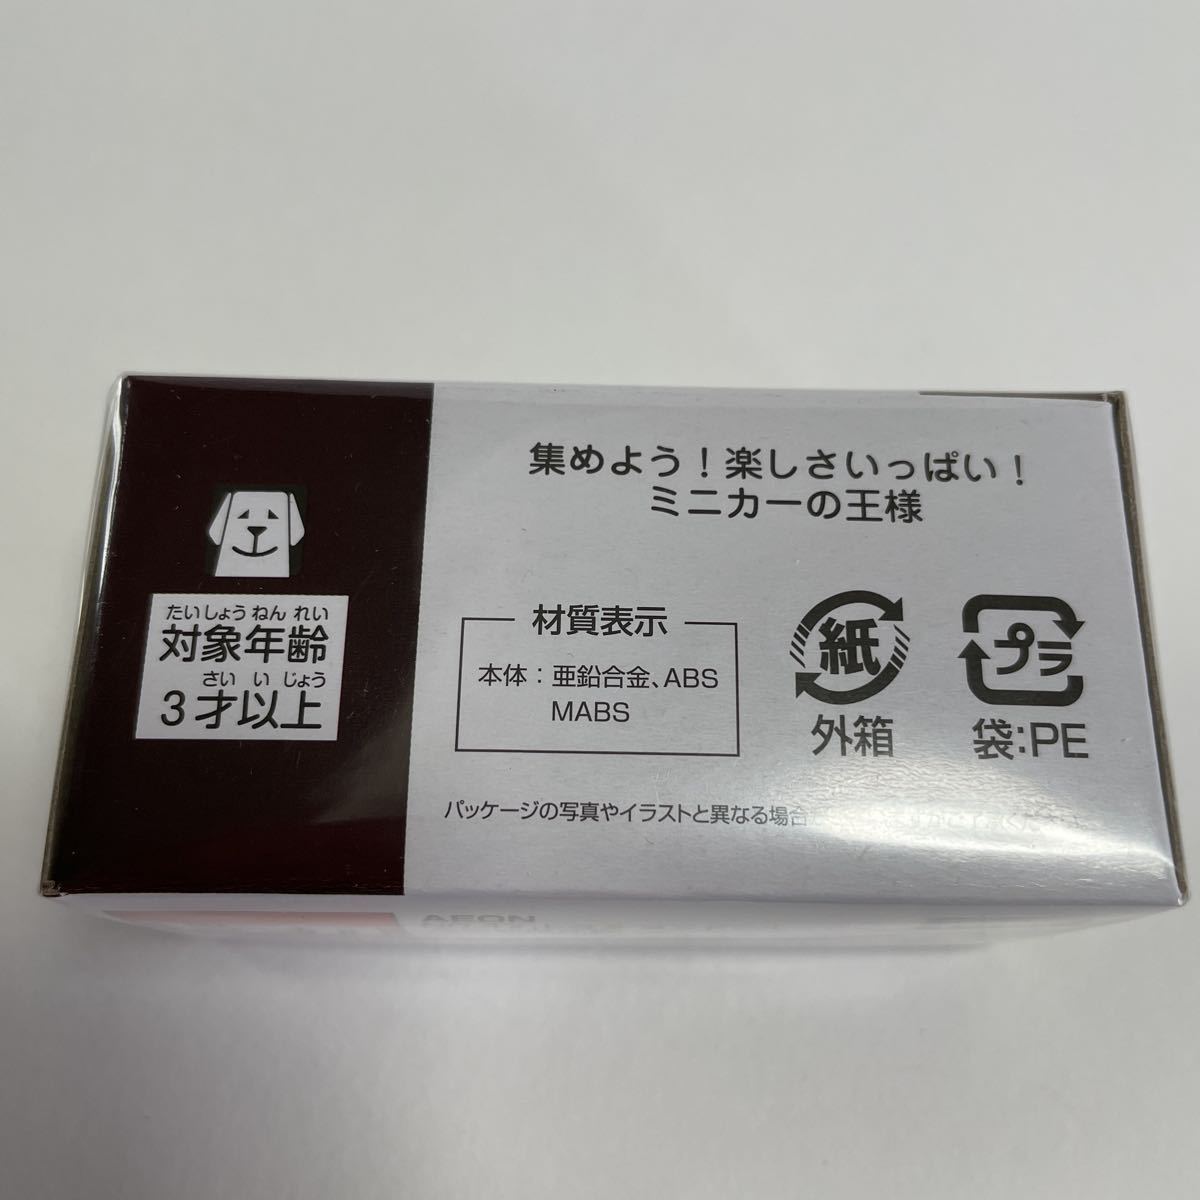 集めよう！楽しさいっぱい！
ミニカーの王様
たいしょうねんれい
対象年齢
さいいじょう
3才以上
材質表示
本体：亜鉛合金、ABS
MABS
紙
外箱
プラ
袋：PE
パッケージの写真やイラストと異なる場合
AEON